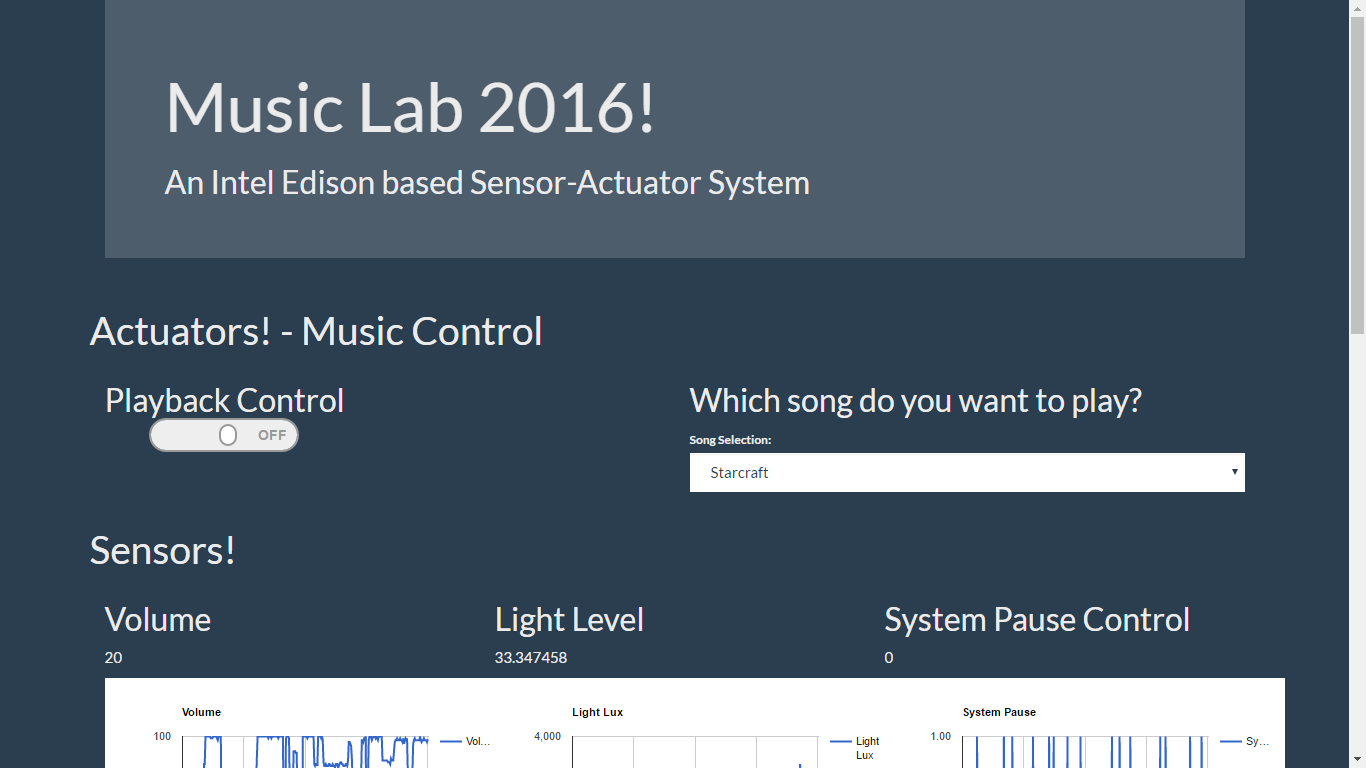 Music Lab 2016!
An Intel Edison based Sensor-Actuator System
Actuators! - Music Control
Playback Control
OFF
Which song do you want to play?
Song Selection:
Starcraft
Sensors!
Volume
20
Light Level
33.347458
System Pause Control
0
Volume
100
Vol...
Light Lux
4,000
Light
Lux
System Pause
1.00
Sy...